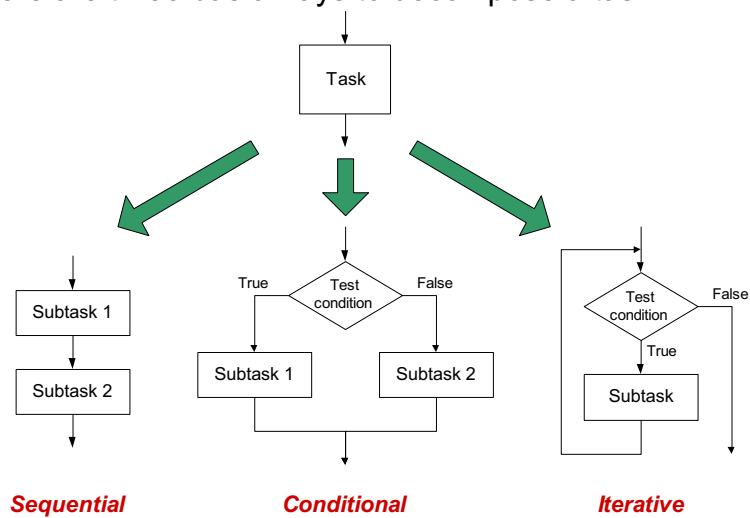 Task
True
Test
condition
False
Subtask 1
Subtask 2
Subtask 1
Subtask 2
Test
condition
False
True
Subtask
Sequential
Conditional
Iterative